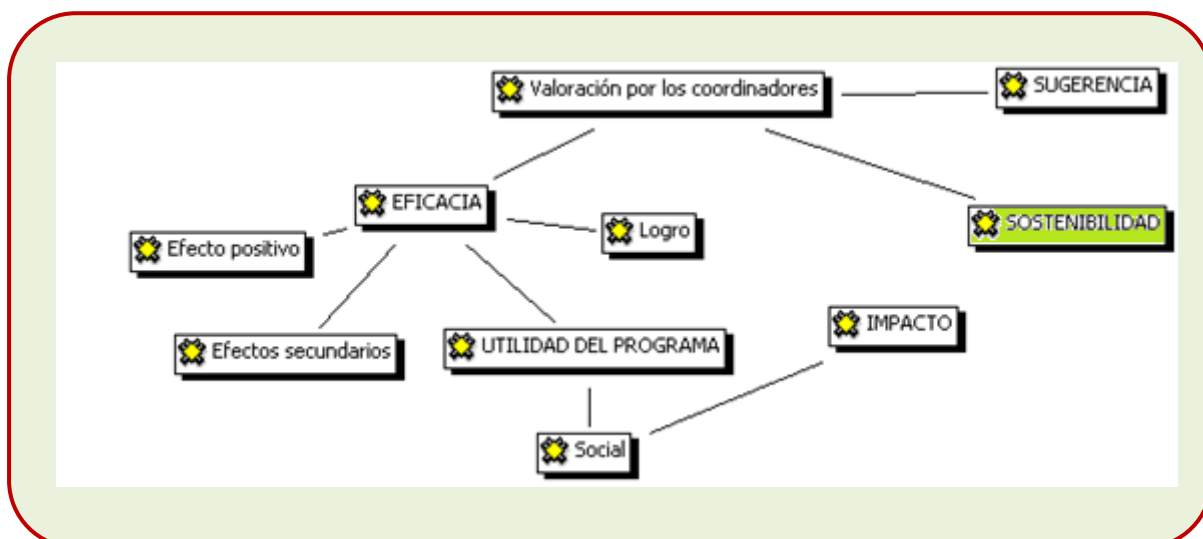 Valoración por los coordinadores
SUGERENCIA
EFICACIA
Logro
SOSTENIBILIDAD
Efecto positivo
IMPACTO
Efectos secundarios
UTILIDAD DEL PROGRAMA
Social